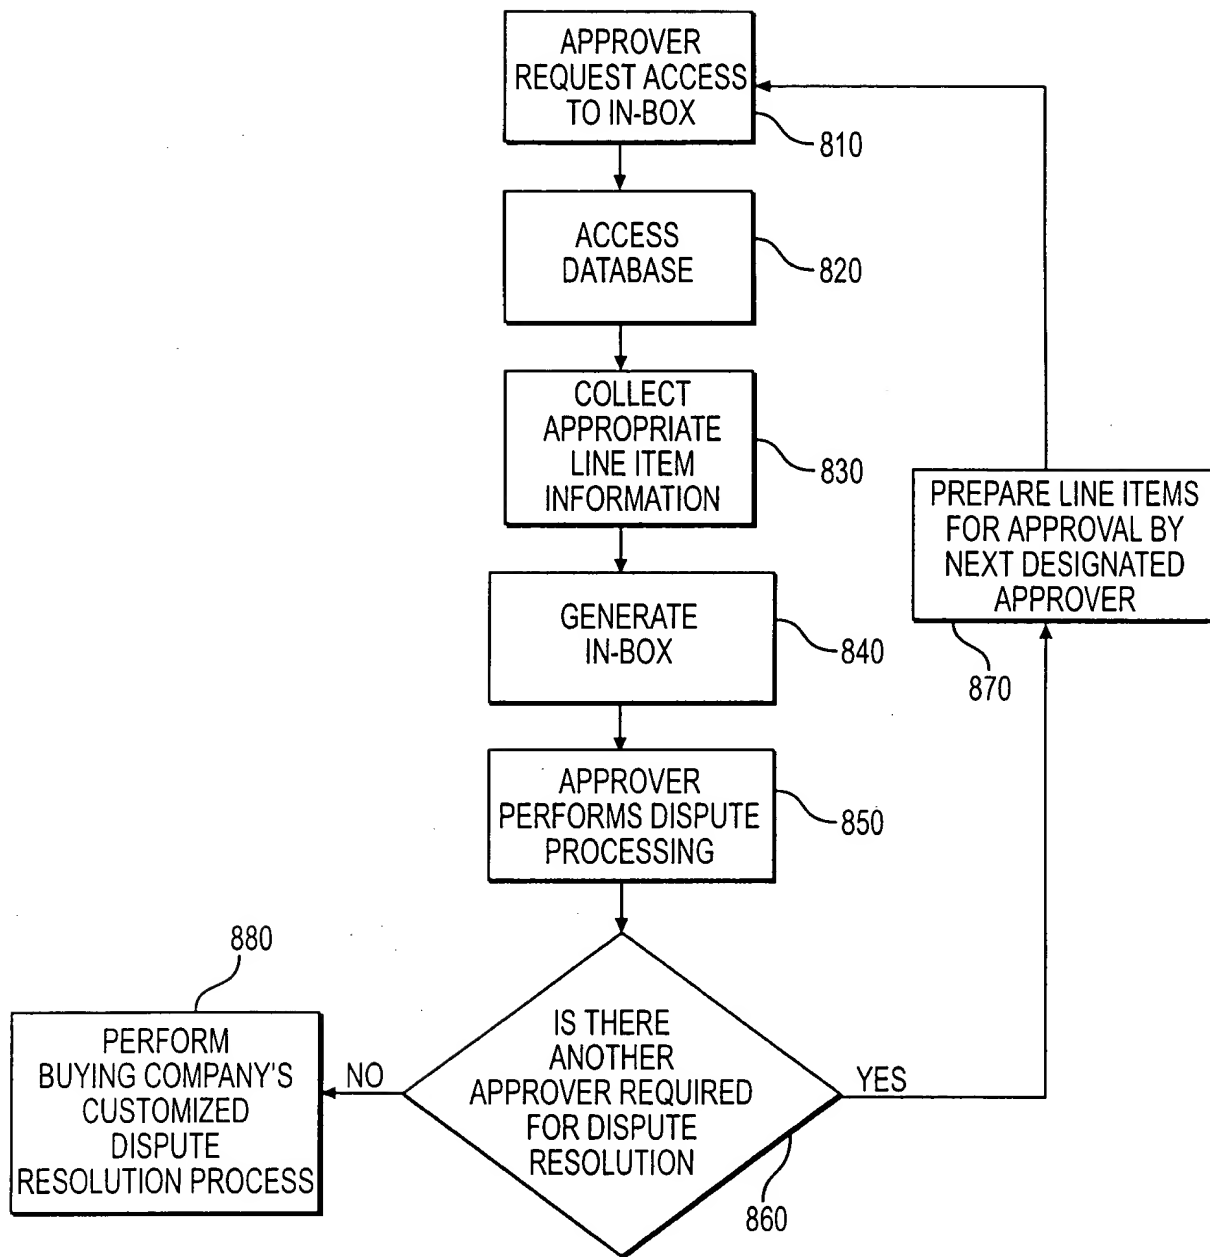 APPROVER
REQUEST ACCESS
TO IN-BOX
810
ACCESS
DATABASE
820
COLLECT
APPROPRIATE
LINE ITEM
INFORMATION
830
PREPARE LINE ITEMS
FOR APPROVAL BY
NEXT DESIGNATED
APPROVER
870
GENERATE
IN-BOX
840
APPROVER
PERFORMS DISPUTE
PROCESSING
850
880
PERFORM
BUYING COMPANY'S
CUSTOMIZED
DISPUTE
RESOLUTION PROCESS
NO
IS THERE
ANOTHER
APPROVER REQUIRED
FOR DISPUTE
RESOLUTION
YES
860